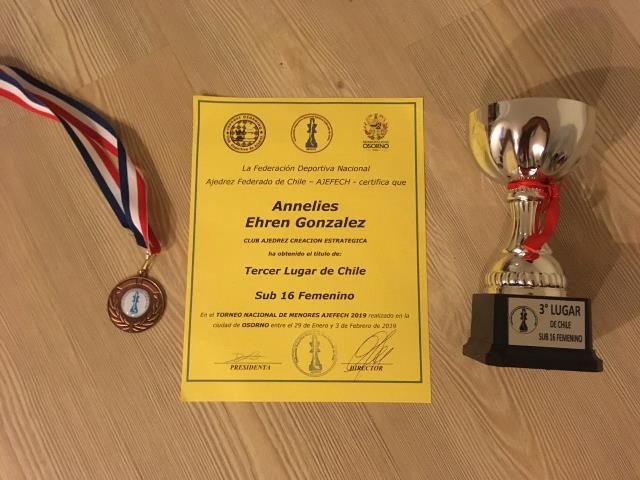 OSORNO
La Federación Deportiva Nacional
Ajedrez Federado de Chile – AJEFECH - certifica que
Annelies
Ehren Gonzalez
CLUB AJEDREZ CREACION ESTRATEGICA
ha obtenido el título de:
Tercer Lugar de Chile
Sub 16 Femenino
En el TORNEO NACIONAL DE MENORES AJEFECH 2019 realizado en la
ciudad de OSORNO entre el 29 de Enero y 3 de Febrero de 2019
PRESIDENTA
DIRECTOR
3° LUGAR
DE CHILE
SUB 16 FEMENINO